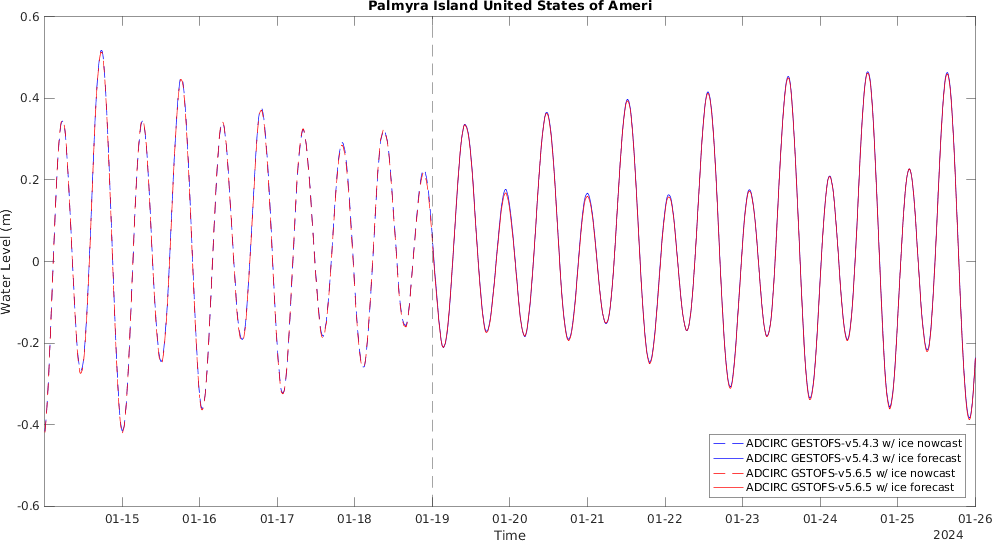 Palmyra Island United States of Ameri
0.6
0.4
0.2
0
-0.2
-0.4
-0.6
Water Level (m)
ADCIRC GESTOFS-v5.4.3 w/ ice nowcast
ADCIRC GESTOFS-v5.4.3 w/ ice forecast
ADCIRC GSTOFS-v5.6.5 w/ ice nowcast
ADCIRC GSTOFS-v5.6.5 w/ ice forecast
01-15 01-16 01-17 01-18 01-19 01-20 01-21 01-22 01-23 01-24 01-25 01-26
Time
2024